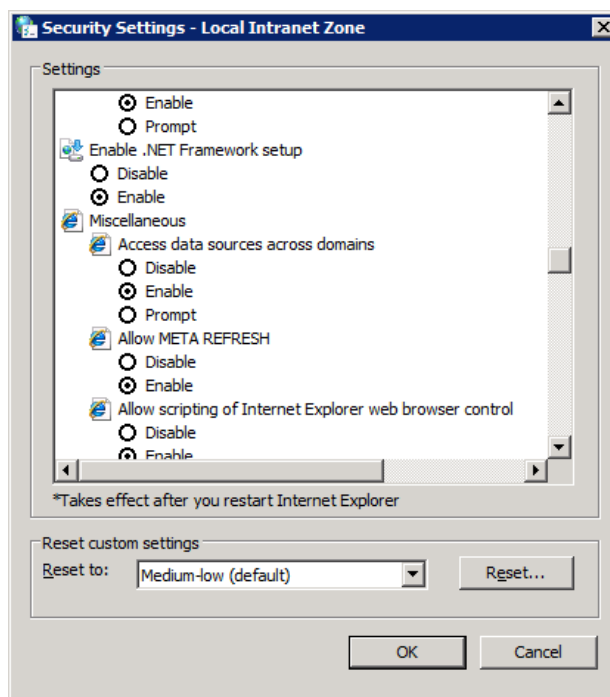 Security Settings - Local Intranet Zone
Settings
Enable
Prompt
Enable .NET Framework setup
Disable
Enable
Miscellaneous
Access data sources across domains
Disable
Enable
Prompt
Allow META REFRESH
Disable
Enable
Allow scripting of Internet Explorer web browser control
Disable
Enable
*Takes effect after you restart Internet Explorer
Reset custom settings
Reset to: Medium-low (default) Reset...
OK Cancel